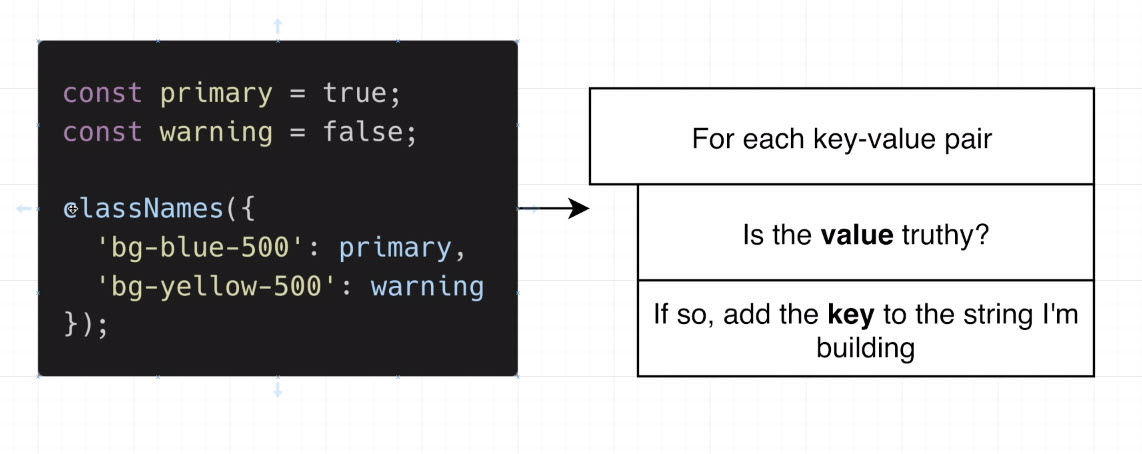 const primary = true;
const warning = false;
classNames({
'bg-blue-500': primary,
'bg-yellow-500': warning
});
For each key-value pair
Is the value truthy?
If so, add the key to the string I'm
building